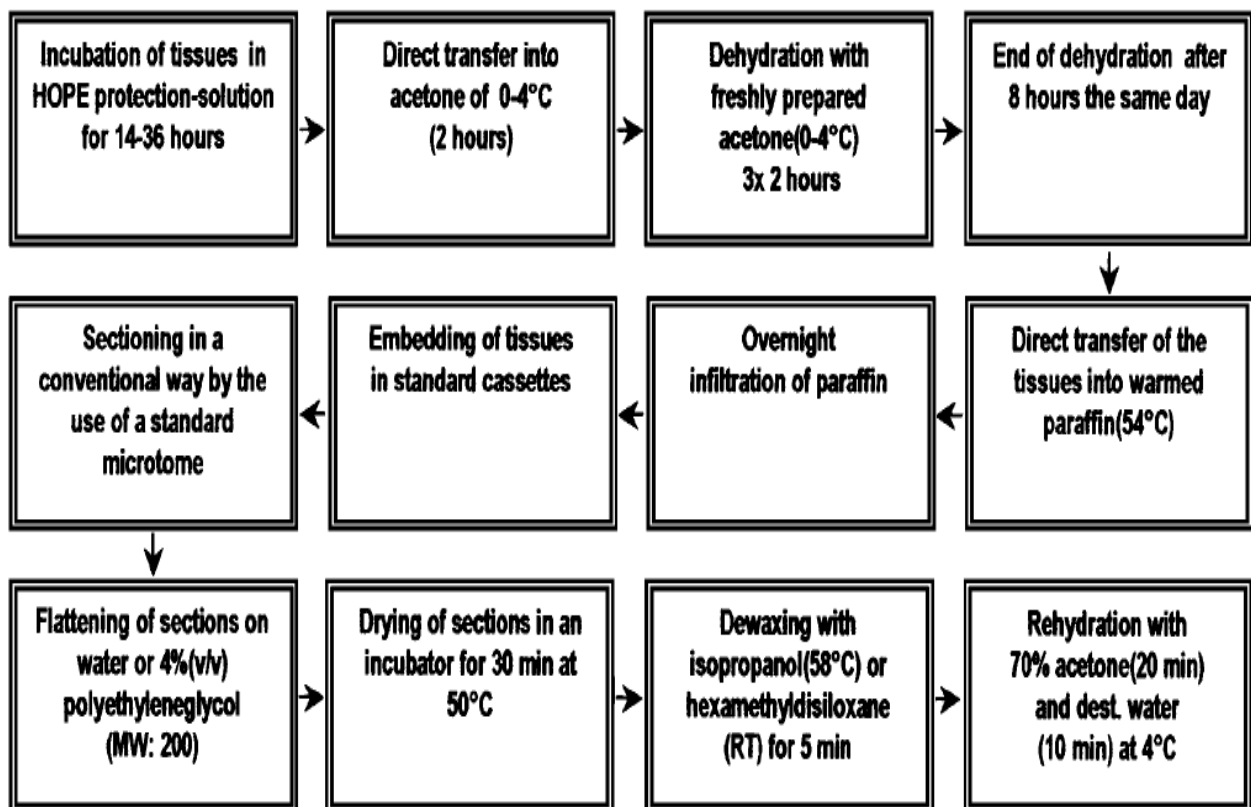 Incubation of tissues in
HOPE protection-solution
for 14-36 hours
Direct transfer into
acetone of 0-4°C
(2 hours)
Dehydration with
freshly prepared
acetone(0-4°C)
3x 2 hours
End of dehydration after
8 hours the same day
Direct transfer of the
tissues into warmed
paraffin(54°C)
Overnight
infiltration of paraffin
Embedding of tissues
in standard cassettes
Sectioning in a
conventional way by the
use of a standard
microtome
Flattening of sections on
water or 4%(v/v)
polyethyleneglycol
(MW: 200)
Drying of sections in an
incubator for 30 min at
50°C
Dewaxing with
isopropanol(58°C) or
hexamethyldisiloxane
(RT) for 5 min
Rehydration with
70% acetone(20 min)
and dest. water
(10 min) at 4°C